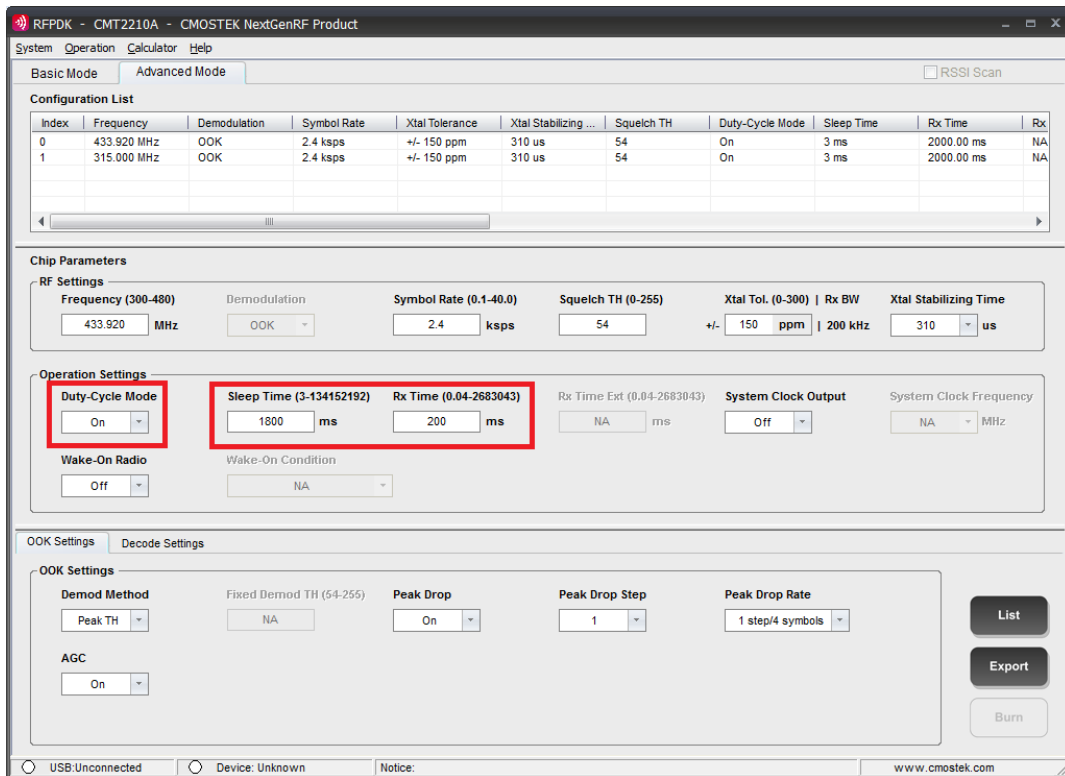 RFPDK - CMT2210A - CMOSTEK NextGenRF Product
System Operation Calculator Help
Basic Mode Advanced Mode RSSI Scan
Configuration List
Index Frequency Demodulation Symbol Rate Xtal Tolerance Xtal Stabilizing ... Squelch TH Duty-Cycle Mode Sleep Time Rx Time Rx
0 433.920 MHz OOK 2.4 ksps +/- 150 ppm 310 us 54 On 3 ms 2000.00 ms NA
1 315.000 MHz OOK 2.4 ksps +/- 150 ppm 310 us 54 On 3 ms 2000.00 ms NA
Chip Parameters
RF Settings
Frequency (300-480) Demodulation Symbol Rate (0.1-40.0) Squelch TH (0-255) Xtal Tol. (0-300) | Rx BW Xtal Stabilizing Time
433.920 MHz OOK 2.4 ksps 54 +/- 150 ppm | 200 kHz 310 us
Operation Settings
Duty-Cycle Mode Sleep Time (3-134152192) Rx Time (0.04-2683043) Rx Time Ext (0.04-2683043) System Clock Output System Clock Frequency
On 1800 ms 200 ms NA ms Off NA MHz
Wake-On Radio Wake-On Condition
Off NA
OOK Settings Decode Settings
OOK Settings
Demod Method Fixed Demod TH (54-255) Peak Drop Peak Drop Step Peak Drop Rate
Peak TH NA On 1 1 step/4 symbols
List
AGC
Export
On
Burn
USB:Unconnected Device: Unknown Notice: www.cmostek.com